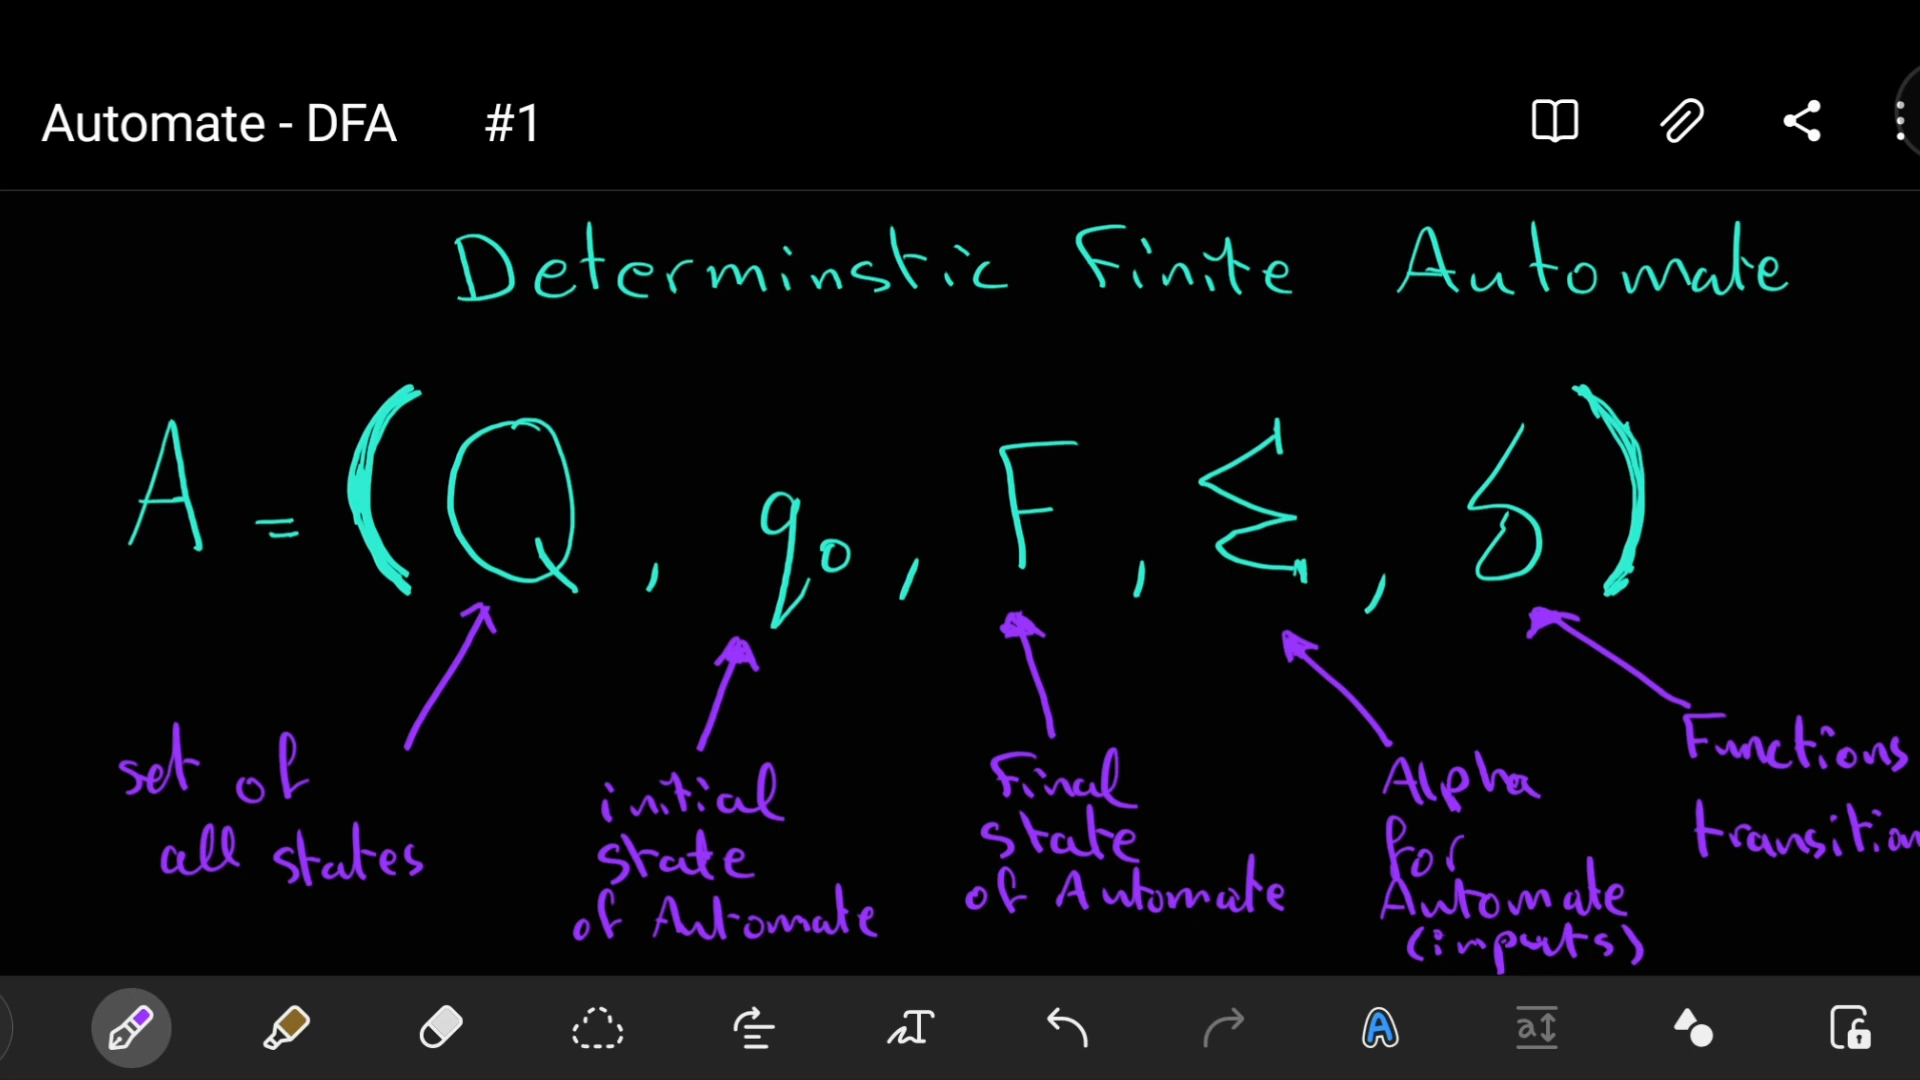 Automate - DFA #1
Determinstic Finite Automate
A = (Q, q0, F, Σ, δ)
set of
all states
initial
state
of Automate
Final
state
of Automate
Alpha
for
Automate
(inputs)
Functions
transition